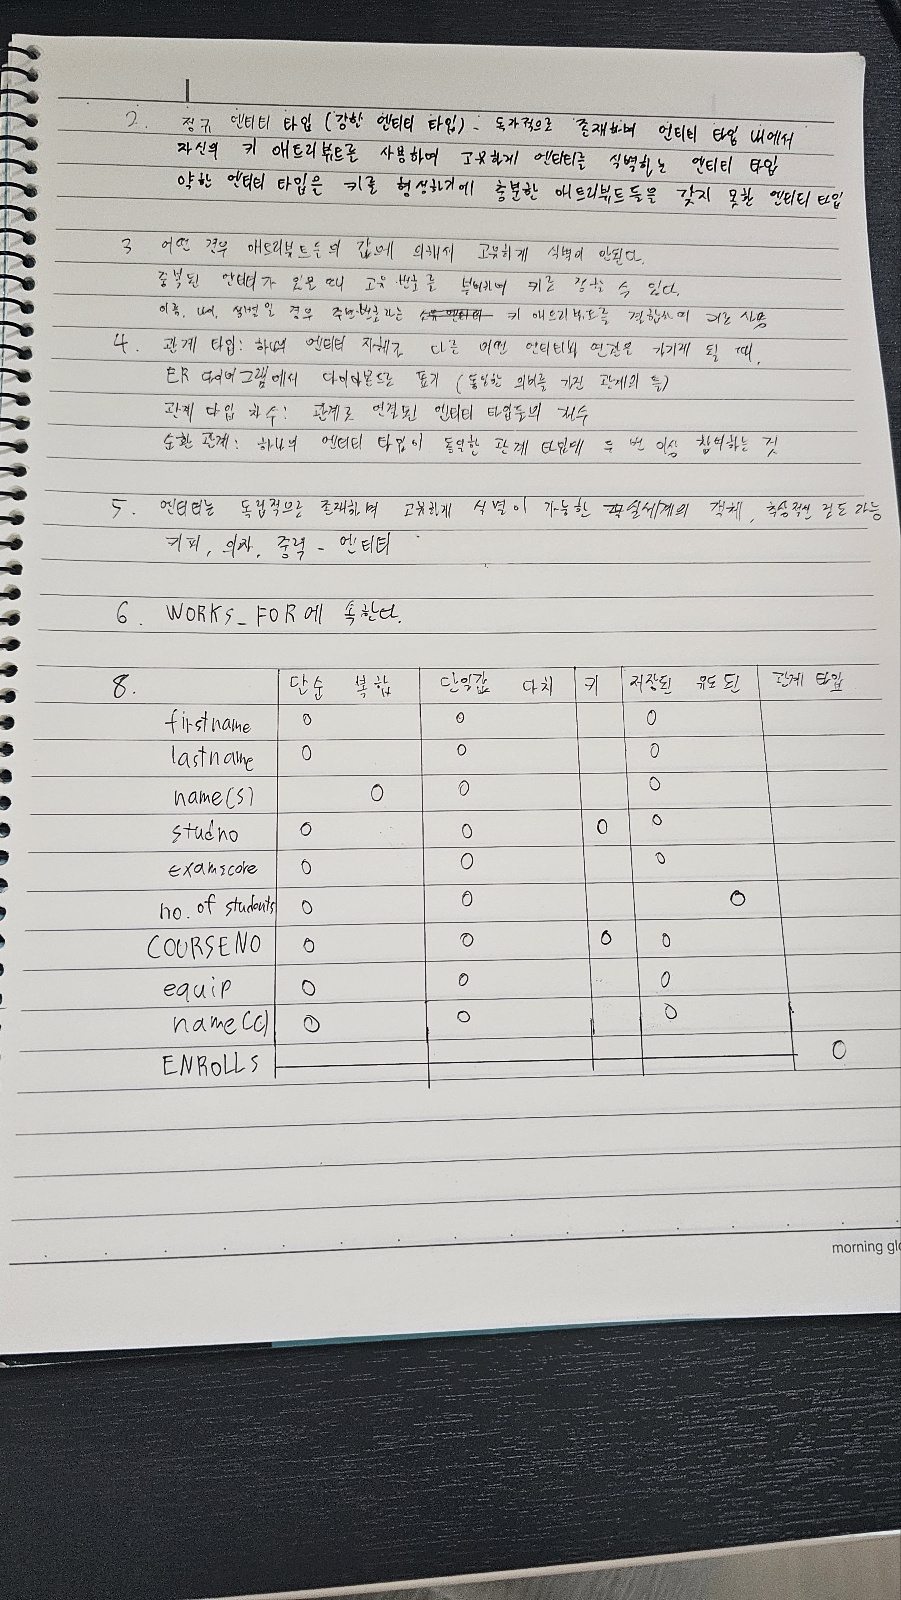 2. 정규 엔티티 타입 (강한 엔티티 타입) - 독자적으로 존재하며 엔티티 타입 내에서
자신의 키 애트리뷰트를 사용하여 고유하게 엔티티를 식별하는 엔티티 타입
약한 엔티티 타입은 키를 형성하기에 충분한 애트리뷰트들을 갖지 못한 엔티티 타입
3 어떤 경우 애트리뷰트들의 값으에 의해서 고유하게 식별이 안된다.
중복된 엔티티가 있을 때 고유 번호를 부여하여 키를 정할 수 있다.
이름, 나이, 성별일 경우 주민번호라는 키 애트리뷰트를 결합하여 키로 사용
4. 관계 타입: 하나의 엔티티 자체로 다른 어떤 엔티티와 연관을 가지게 될 때,
ER 다이어그램에서 다이아몬드로 표기 (동일한 의미를 가진 관계의 틀)
관계 타입 차수: 관계로 연결된 엔티티 타입들의 개수
순환 관계: 하나의 엔티티 타입이 동일한 관계 타입에 두 번 이상 참여하는 것
5. 엔티티는 독립적으로 존재하며 고유하게 식별이 가능한 현실세계의 객체, 추상적인 것도 가능
커피, 의자, 중력 - 엔티티
6. WORKS_FOR에 속한다.
8. 단순 복합 단일값 다치 키 저장된 유도된 관계 타입
firstname O O O
lastname O O O
name(s) O O O
studno O O O O
examscore O O O
no. of students O O O
COURSENO O O O O
equip O O O
name(c) O O O
ENROLLS O
morning glo